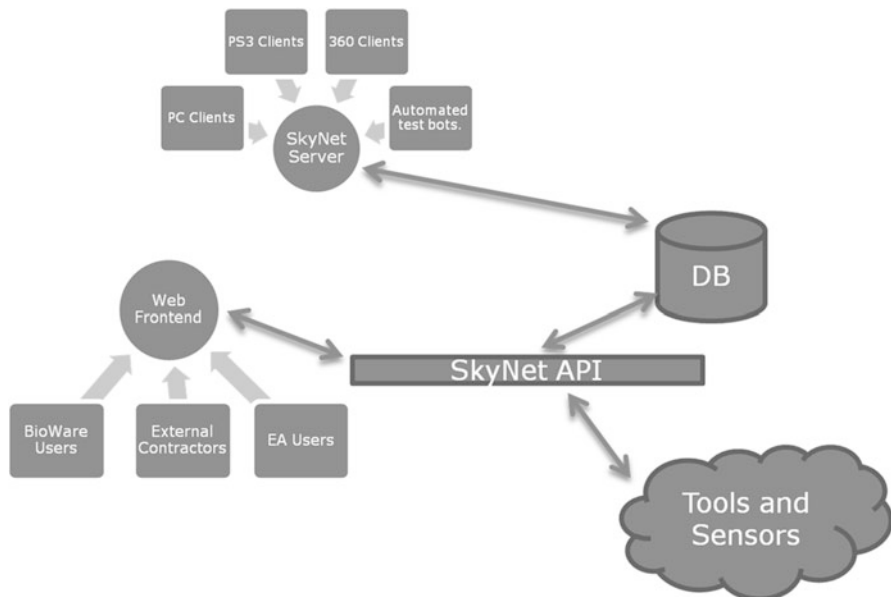 PS3 Clients
360 Clients
PC Clients
Automated
test bots.
SkyNet
Server
DB
Web
Frontend
SkyNet API
BioWare
Users
External
Contractors
EA Users
Tools and
Sensors